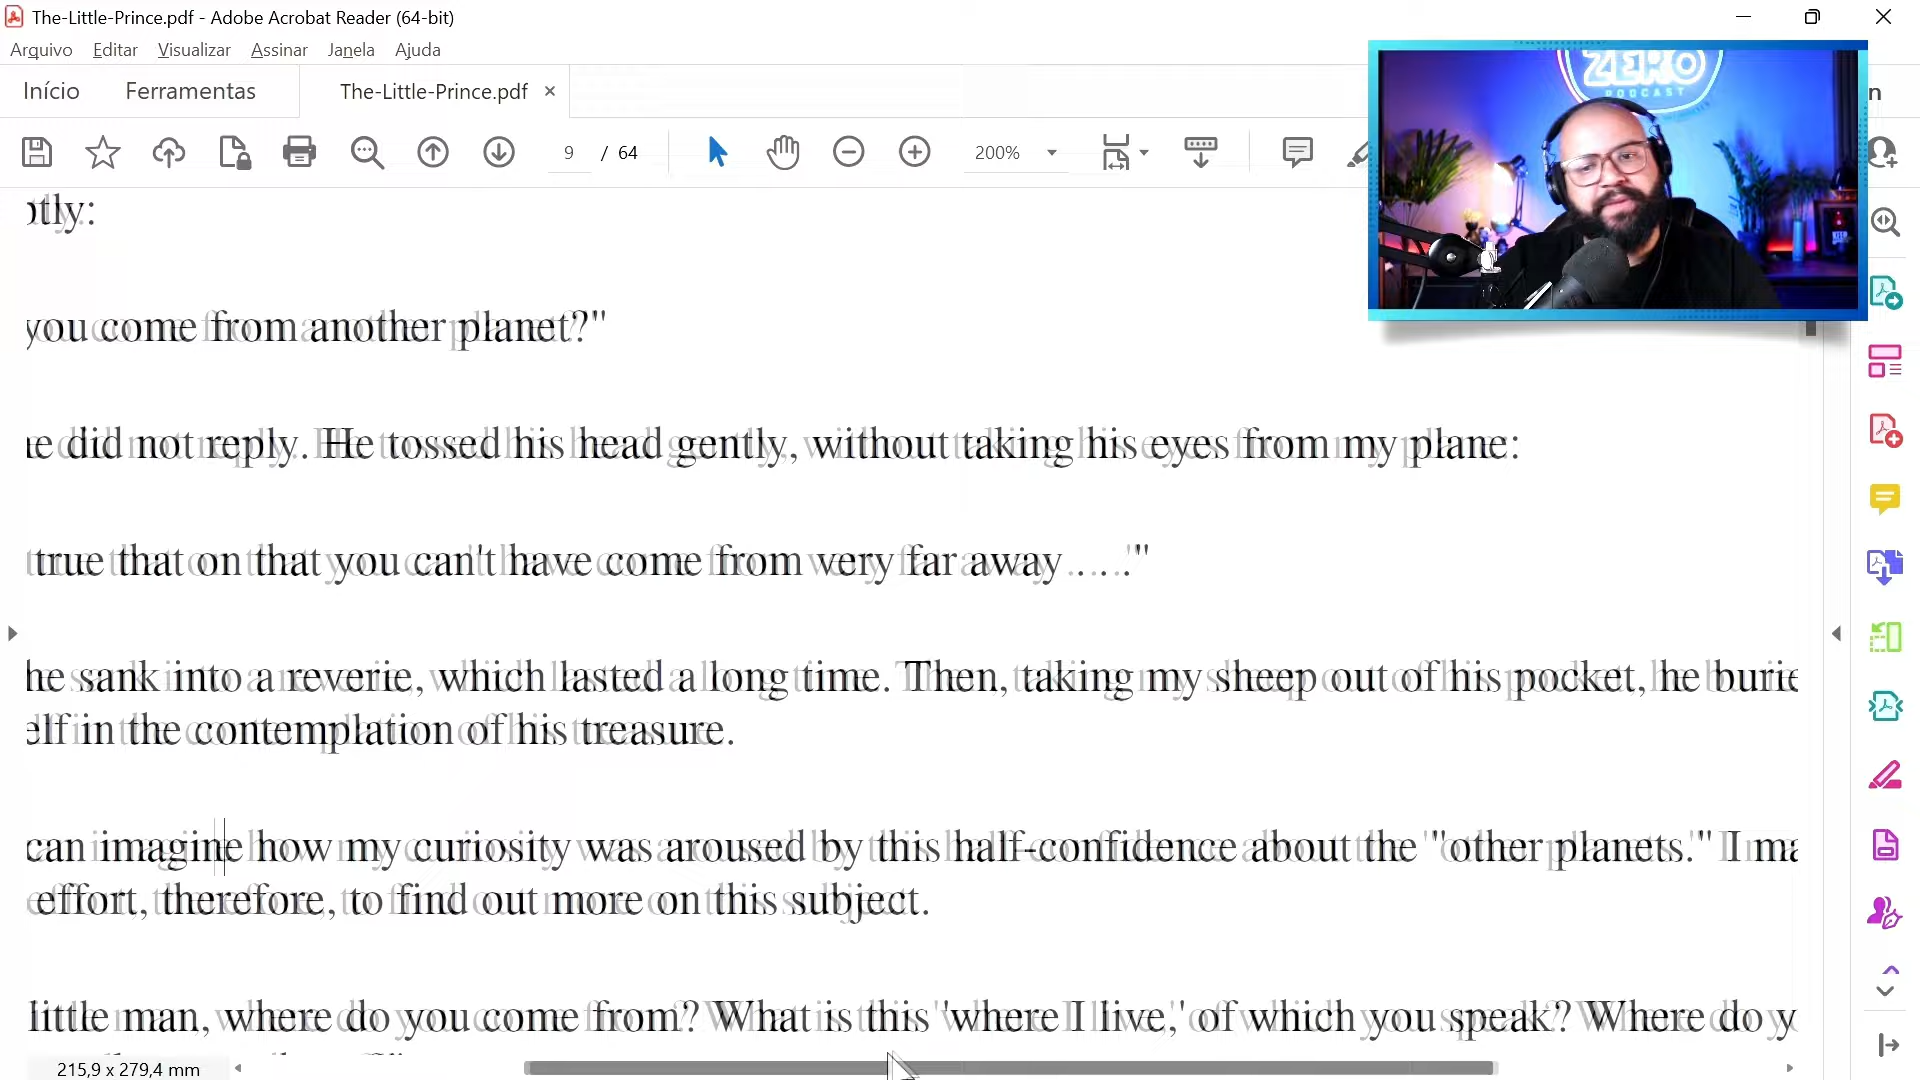 The-Little-Prince.pdf - Adobe Acrobat Reader (64-bit)
Arquivo Editar Visualizar Assinar Janela Ajuda
Início Ferramentas The-Little-Prince.pdf
9 / 64 200%
ZERO
PODCAST
tly:
you come from another planet?"
he did not reply. He tossed his head gently, without taking his eyes from my plane:
true that on that you can't have come from very far away . . ."
he sank into a reverie, which lasted a long time. Then, taking my sheep out of his pocket, he burie
elf in the contemplation of his treasure.
can imagine how my curiosity was aroused by this half-confidence about the "other planets." I ma
effort, therefore, to find out more on this subject.
little man, where do you come from? What is this 'where I live,' of which you speak? Where do y
215,9 x 279,4 mm